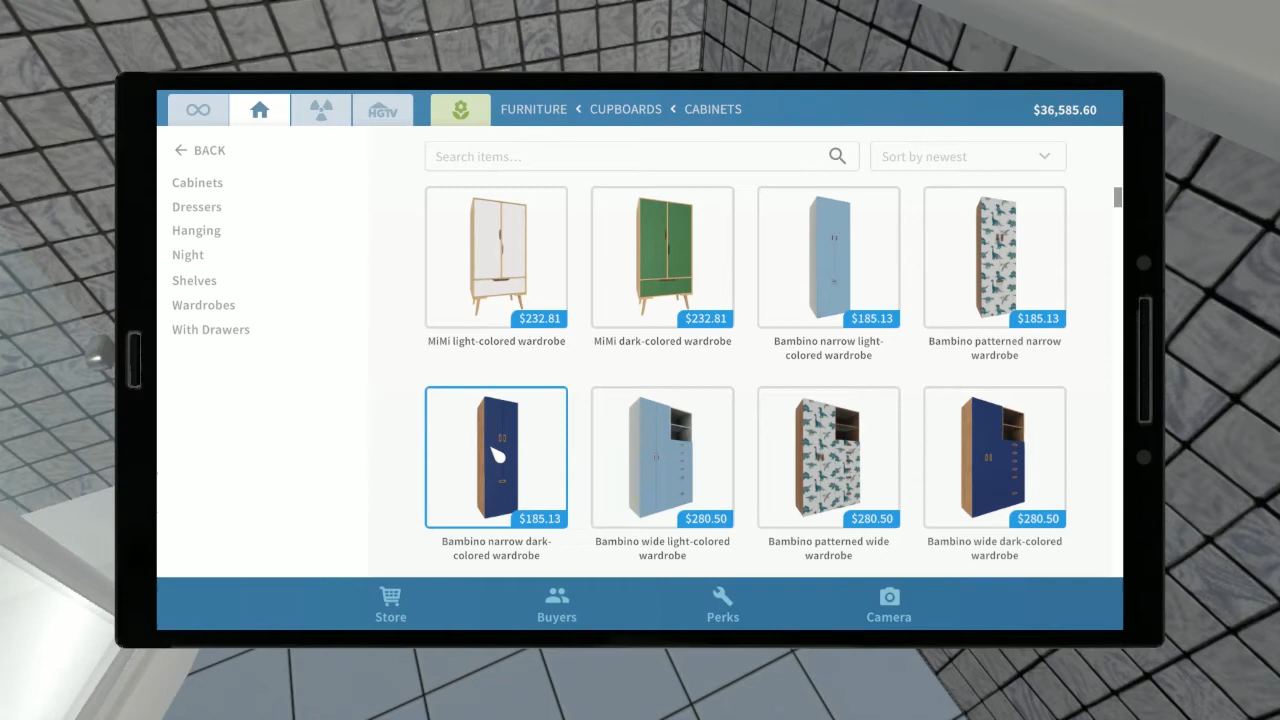 HGTV
FURNITURE < CUPBOARDS < CABINETS
$36,585.60
BACK
Search items...
Sort by newest
Cabinets
Dressers
Hanging
Night
Shelves
Wardrobes
With Drawers
$232.81
$232.81
$185.13
$185.13
MiMi light-colored wardrobe
MiMi dark-colored wardrobe
Bambino narrow light-
colored wardrobe
Bambino patterned narrow
wardrobe
$185.13
$280.50
$280.50
$280.50
Bambino narrow dark-
colored wardrobe
Bambino wide light-colored
wardrobe
Bambino patterned wide
wardrobe
Bambino wide dark-colored
wardrobe
Store
Buyers
Perks
Camera